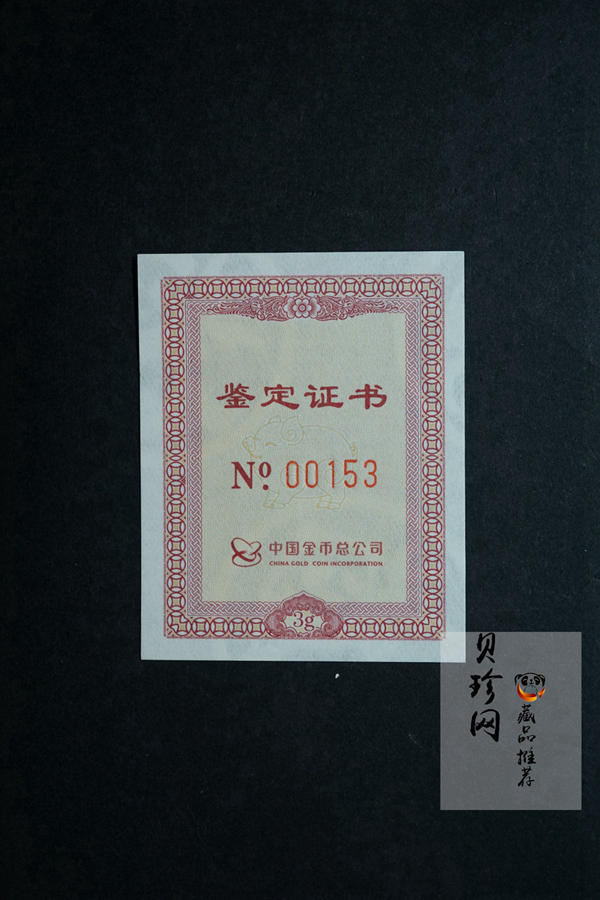 鉴定证书
Nº 00153
中国金币总公司
CHINA GOLD COIN INCORPORATION
3g
贝珍网
藏品推荐